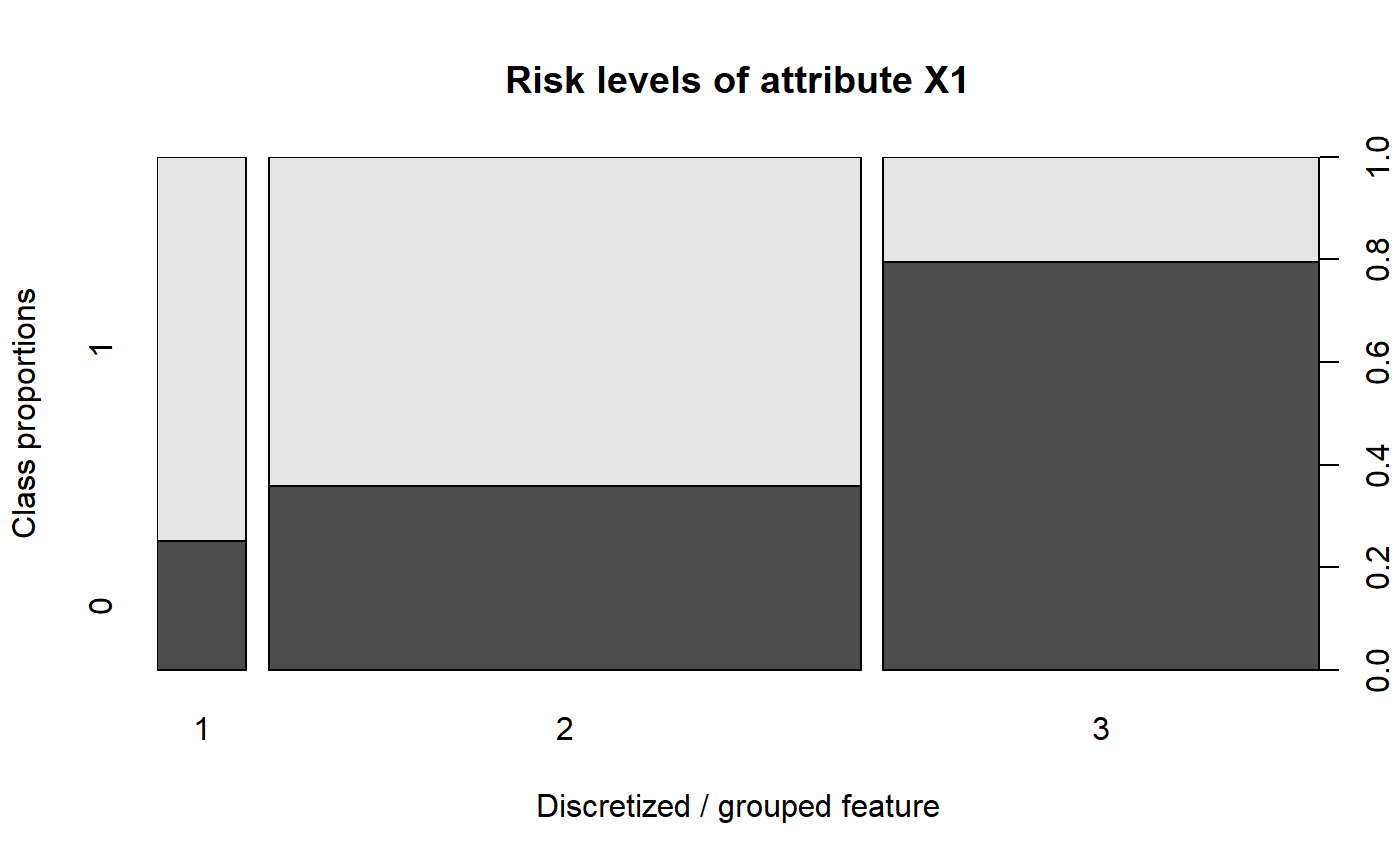 Risk levels of attribute X1
Class proportions
1
0
1.0
0.8
0.6
0.4
0.2
0.0
1 2 3
Discretized / grouped feature